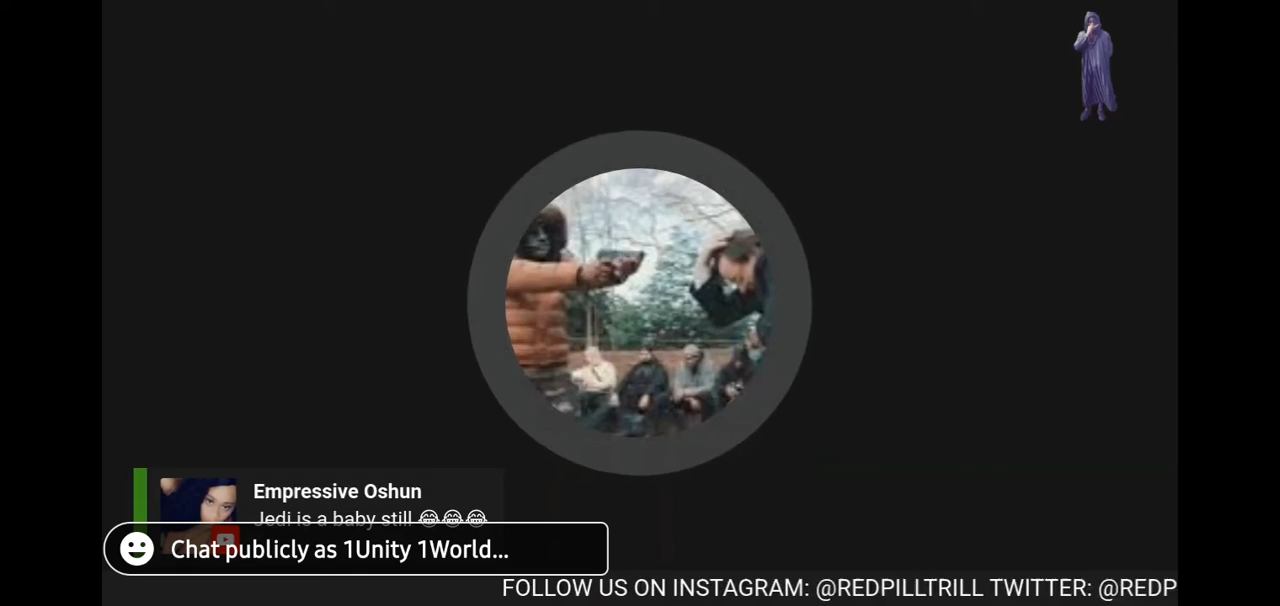 Empressive Oshun
Jedi is a baby still 😂😂😂
Chat publicly as 1Unity 1World...
FOLLOW US ON INSTAGRAM: @REDPILLTRILL TWITTER: @REDP